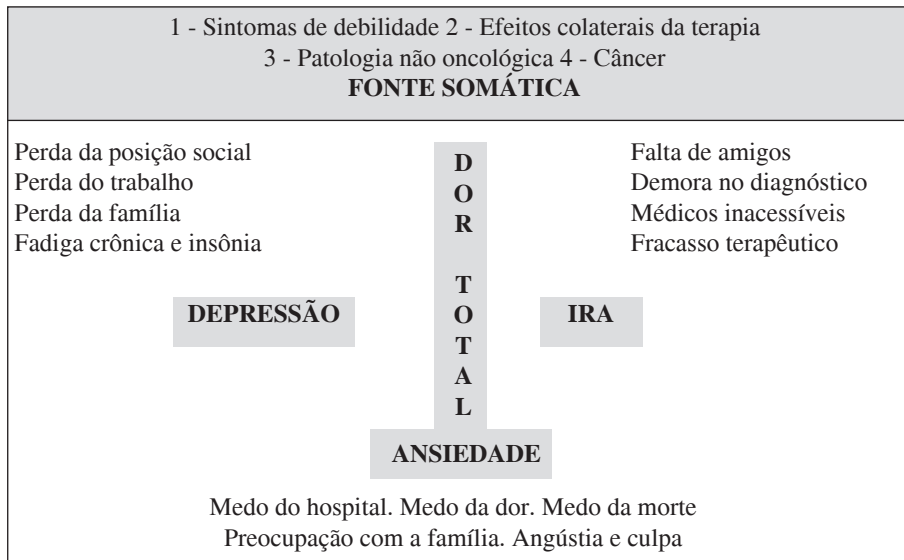 1 - Sintomas de debilidade 2 - Efeitos colaterais da terapia
3 - Patologia não oncológica 4 - Câncer
FONTE SOMÁTICA
Perda da posição social
Perda do trabalho
Perda da família
Fadiga crônica e insônia
DOR TOTAL
Falta de amigos
Demora no diagnóstico
Médicos inacessíveis
Fracasso terapêutico
DEPRESSÃO
IRA
ANSIEDADE
Medo do hospital. Medo da dor. Medo da morte
Preocupação com a família. Angústia e culpa